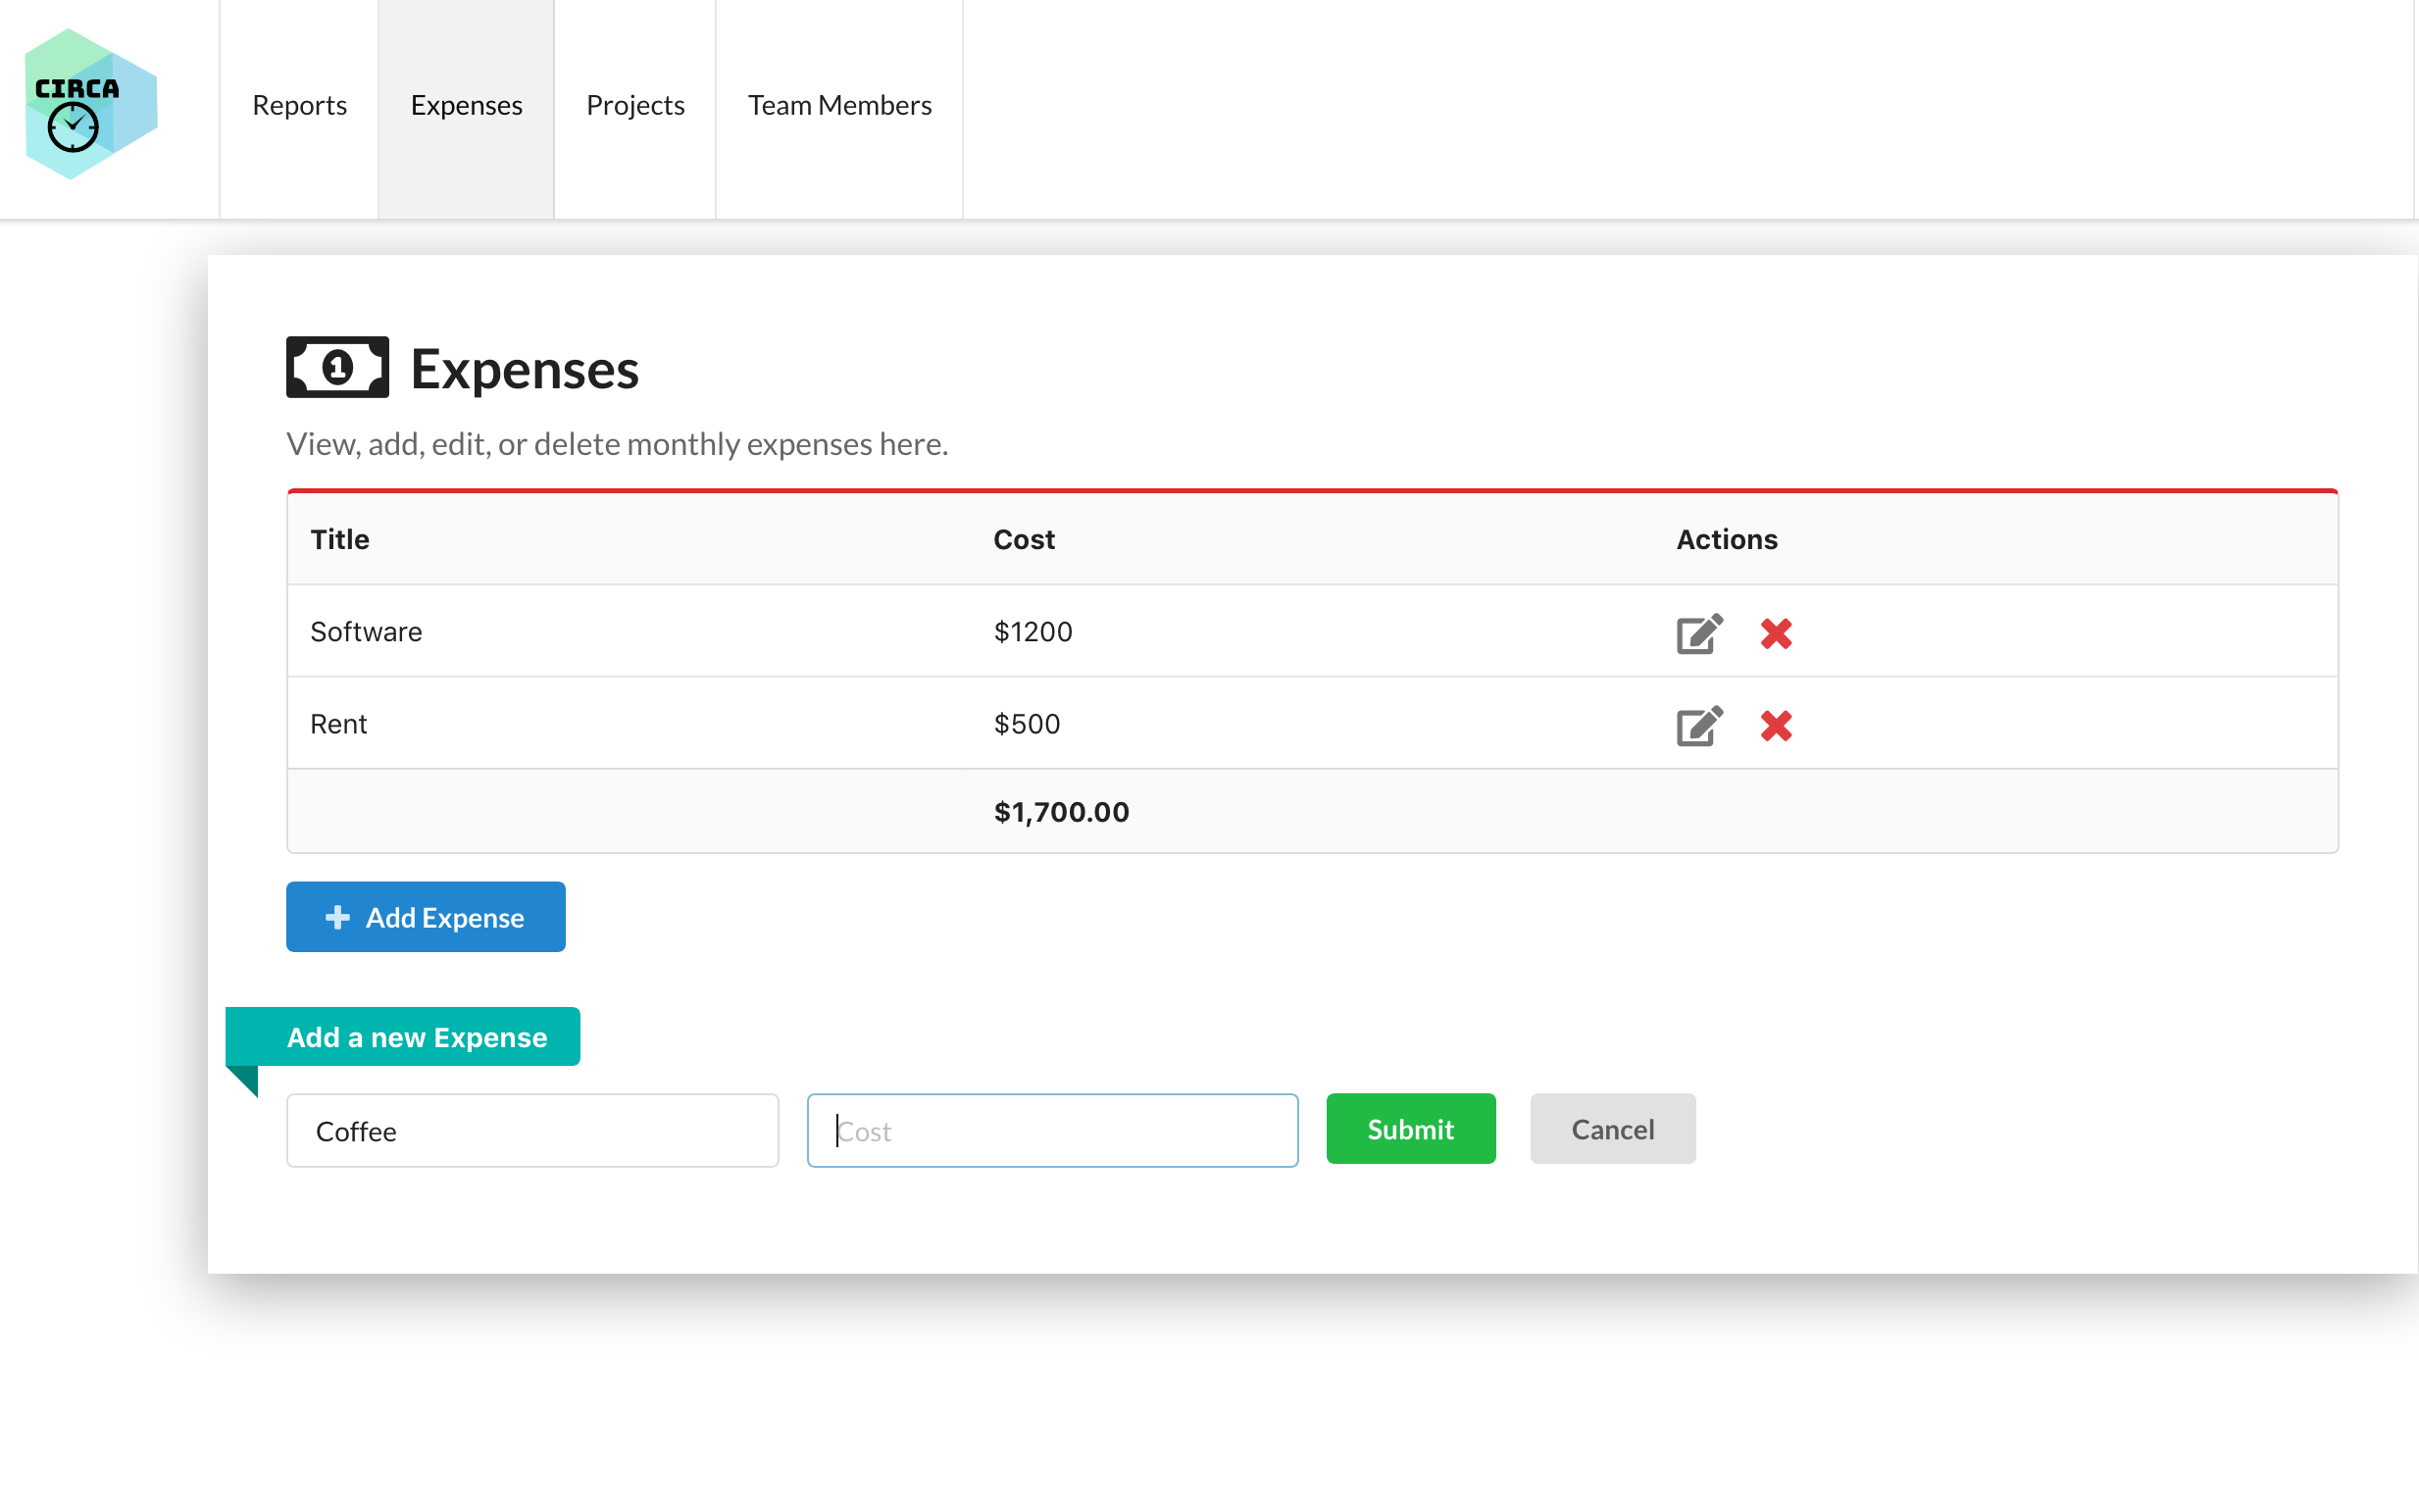 CIRCA
Reports Expenses Projects Team Members
1 Expenses
View, add, edit, or delete monthly expenses here.
Title Cost Actions
Software $1200
Rent $500
$1,700.00
Add Expense
Add a new Expense
Coffee Cost Submit Cancel